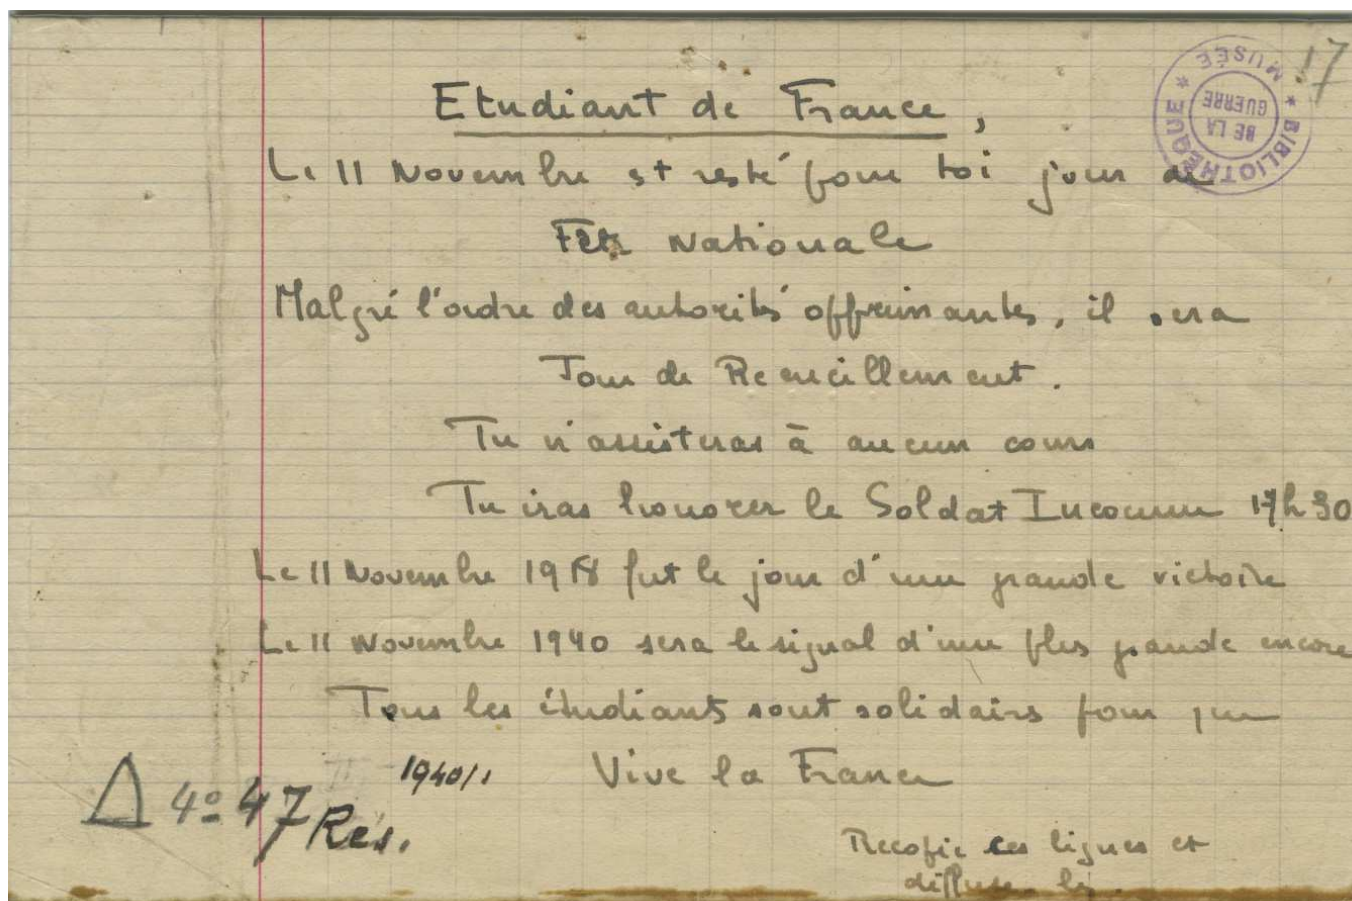 17
* BIBLIOTHÈQUE * MUSÉE
DE LA
GUERRE
Etudiant de France,
Le 11 Novembre st resté pour toi jour de
Fête Nationale
Malgré l'ordre des autorités opprimantes, il sera
Jour de Recueillement.
Tu n'assisteras à aucun cours
Tu iras honorer le Soldat Inconnu 17h30
Le 11 Novembre 1918 fut le jour d'une grande victoire
Le 11 Novembre 1940 sera le signal d'une plus grande encore
Tous les étudiants sont solidaires pour que
Vive la France
1940/1
Δ 4º 47 Rés.
Recopie ces lignes et
diffuse les.